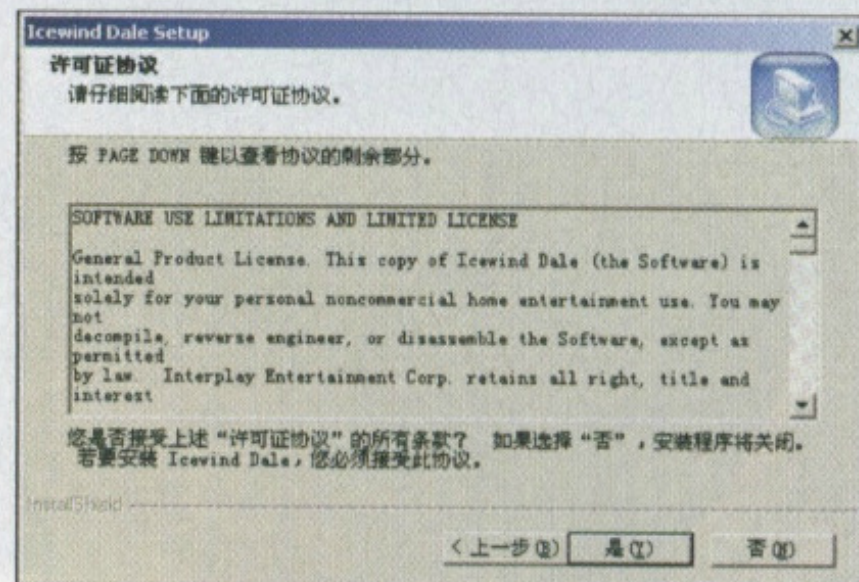 Icewind Dale Setup
许可证协议
请仔细阅读下面的许可证协议。
按 PAGE DOWN 键以查看协议的剩余部分。
SOFTWARE USE LIMITATIONS AND LIMITED LICENSE
General Product License. This copy of Icewind Dale (the Software) is
intended
solely for your personal noncommercial home entertainment use. You may
not
decompile, reverse engineer, or disassemble the Software, except as
permitted
by law. Interplay Entertainment Corp. retains all right, title and
interest
您是否接受上述“许可证协议”的所有条款? 如果选择“否”,安装程序将关闭。
若要安装 Icewind Dale,您必须接受此协议。
InstallShield
<上一步(B) 是(Y) 否(N)